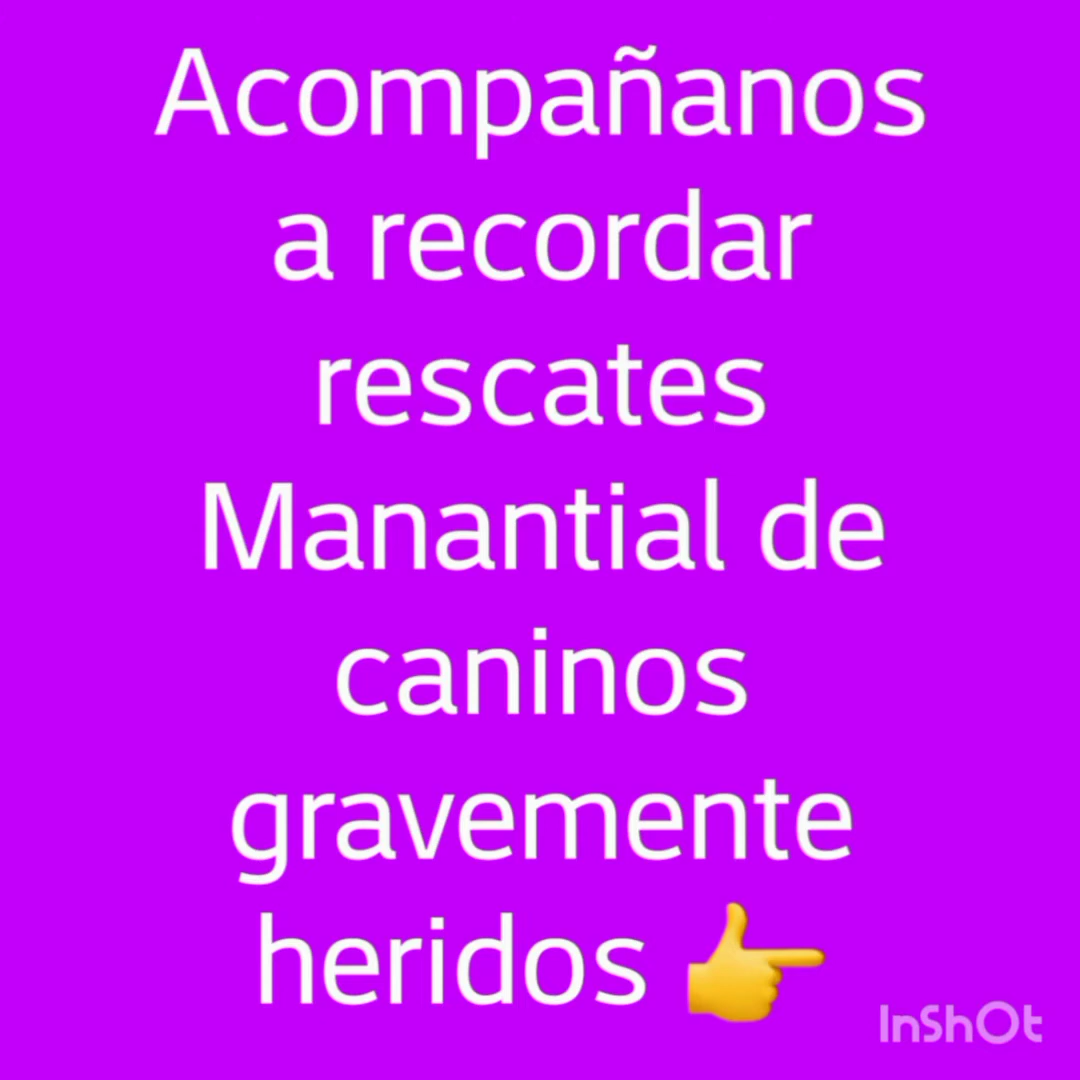 Acompañanos
a recordar
rescates
Manantial de
caninos
gravemente
heridos 👉
InShOt